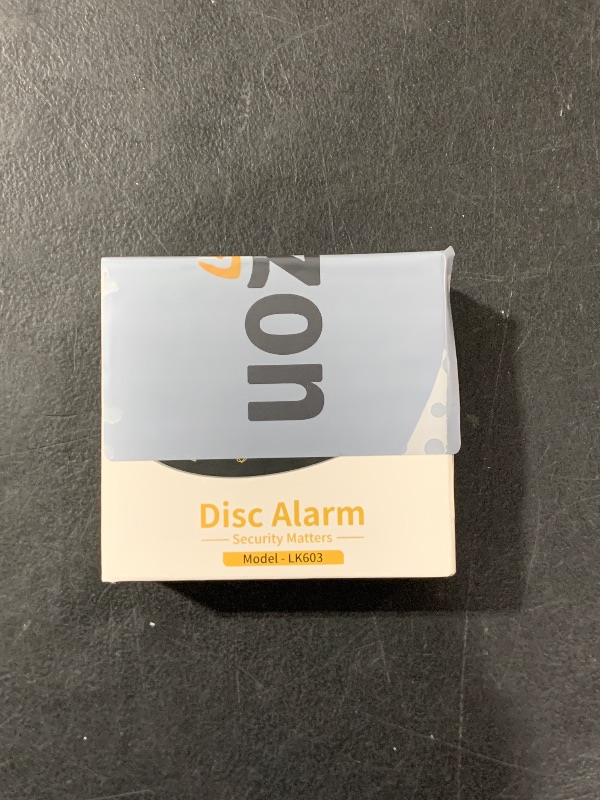 zon
Disc Alarm
Security Matters
Model - LK603